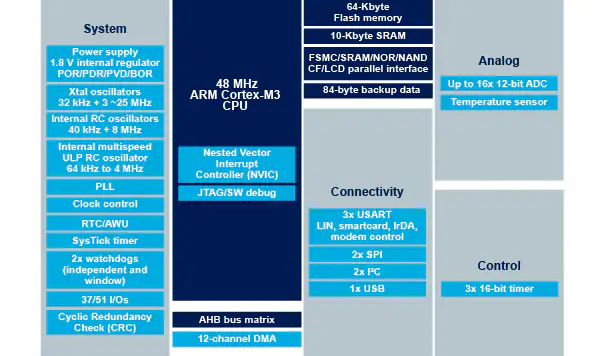 System
Power supply
1.8 V internal regulator
POR/PDR/PVD/BOR
Xtal oscillators
32 kHz + 3 ~25 MHz
Internal RC oscillators
40 kHz + 8 MHz
Internal multispeed
ULP RC oscillator
64 kHz to 4 MHz
PLL
Clock control
RTC/AWU
SysTick timer
2x watchdogs
(independent and
window)
37/51 I/Os
Cyclic Redundancy
Check (CRC)
48 MHz
ARM Cortex-M3
CPU
Nested Vector
Interrupt
Controller (NVIC)
JTAG/SW debug
AHB bus matrix
12-channel DMA
64-Kbyte
Flash memory
10-Kbyte SRAM
FSMC/SRAM/NOR/NAND
CF/LCD parallel interface
84-byte backup data
Connectivity
3x USART
LIN, smartcard, IrDA,
modem control
2x SPI
2x I²C
1x USB
Analog
Up to 16x 12-bit ADC
Temperature sensor
Control
3x 16-bit timer